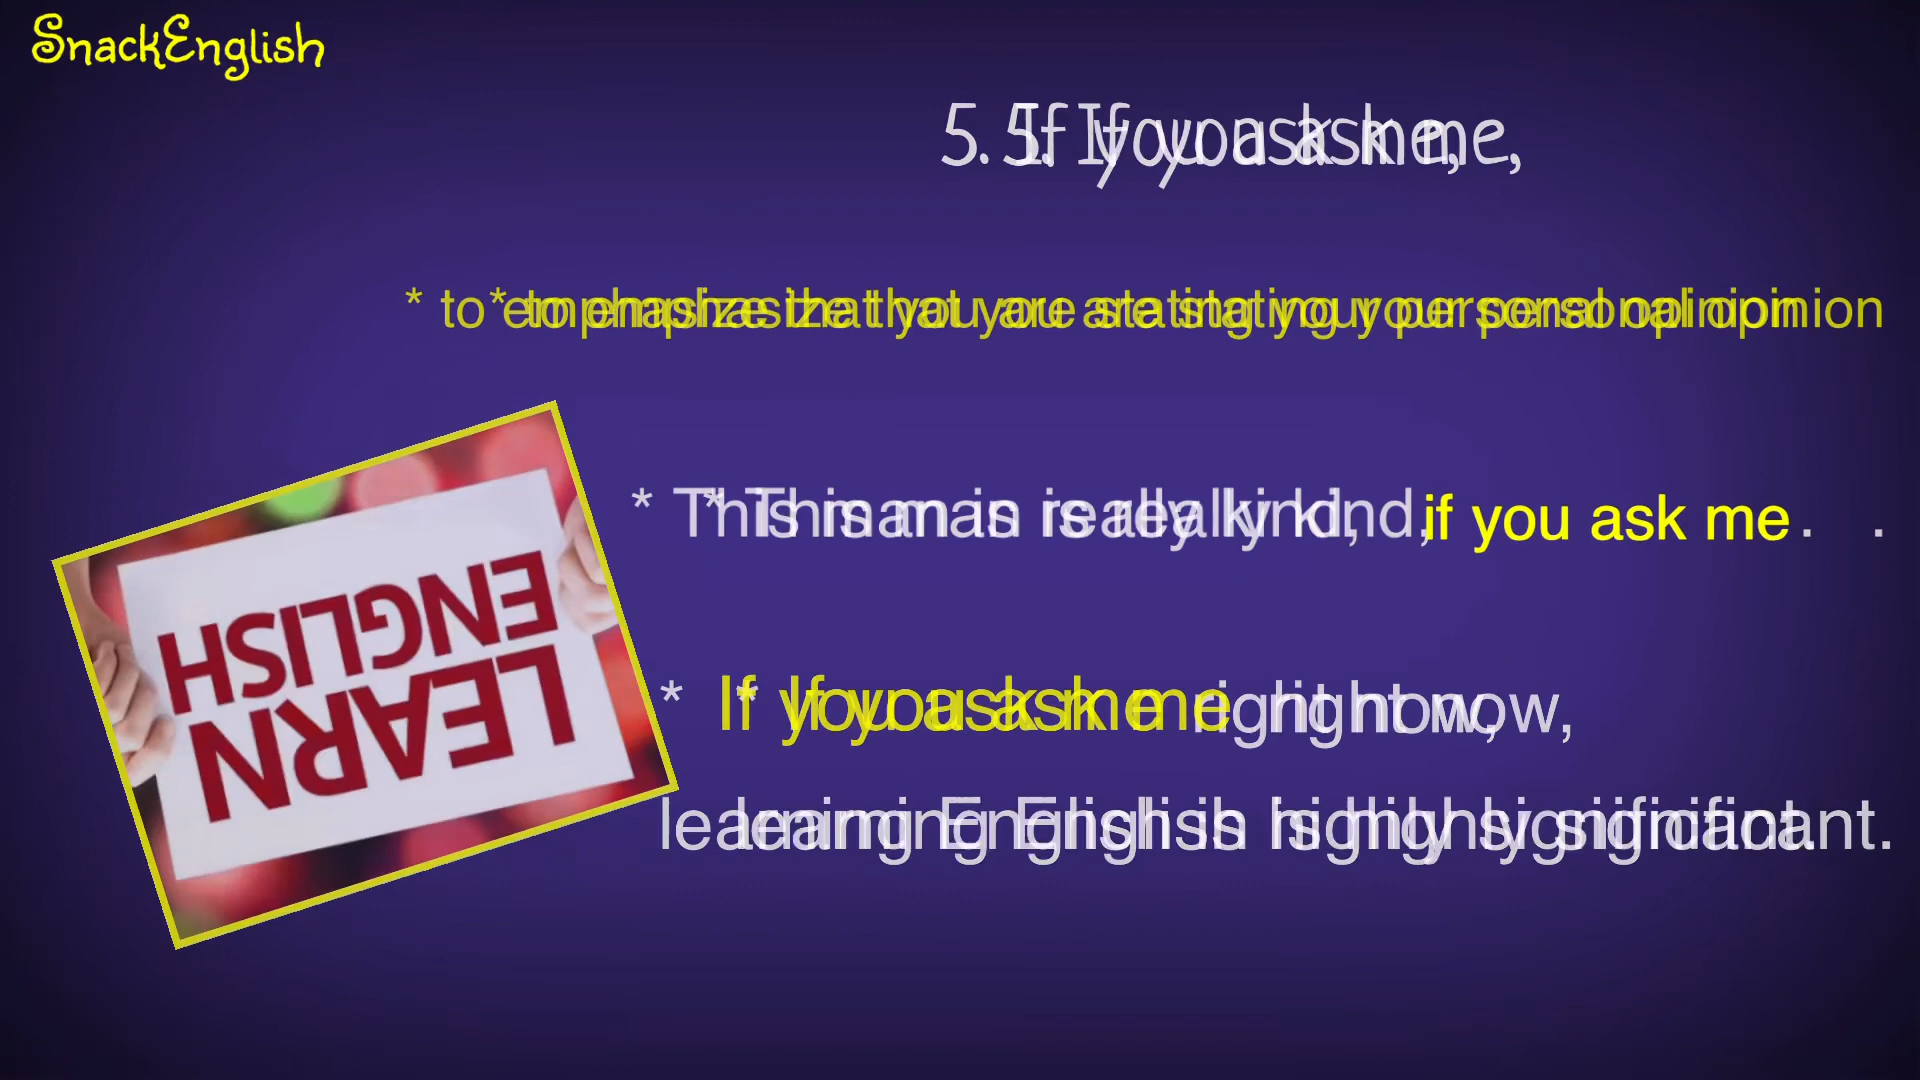 SnackEnglish
5. If you ask me,
* to emphasize that you are stating your personal opinion
* This man is really kind, if you ask me.
* If you ask me right now,
learning English is highly significant.
LEARN
ENGLISH